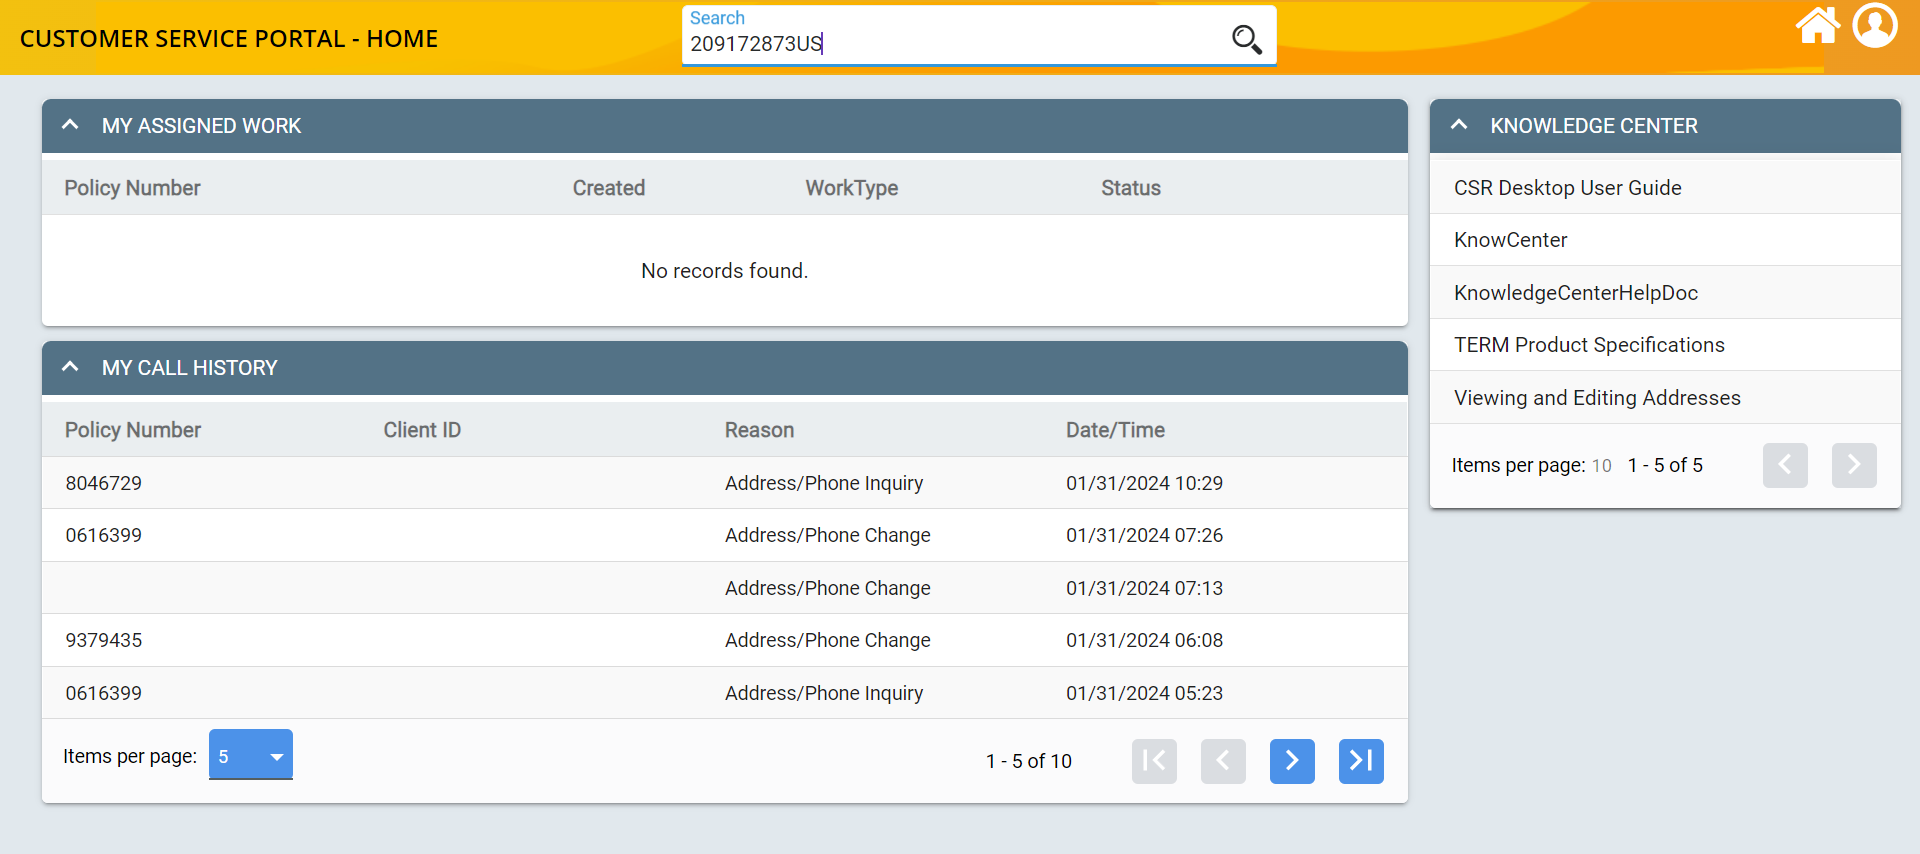 CUSTOMER SERVICE PORTAL - HOME
Search
209172873US
MY ASSIGNED WORK
Policy Number Created WorkType Status
No records found.
MY CALL HISTORY
Policy Number Client ID Reason Date/Time
8046729 Address/Phone Inquiry 01/31/2024 10:29
0616399 Address/Phone Change 01/31/2024 07:26
Address/Phone Change 01/31/2024 07:13
9379435 Address/Phone Change 01/31/2024 06:08
0616399 Address/Phone Inquiry 01/31/2024 05:23
Items per page: 5 1 - 5 of 10
KNOWLEDGE CENTER
CSR Desktop User Guide
KnowCenter
KnowledgeCenterHelpDoc
TERM Product Specifications
Viewing and Editing Addresses
Items per page: 10 1 - 5 of 5